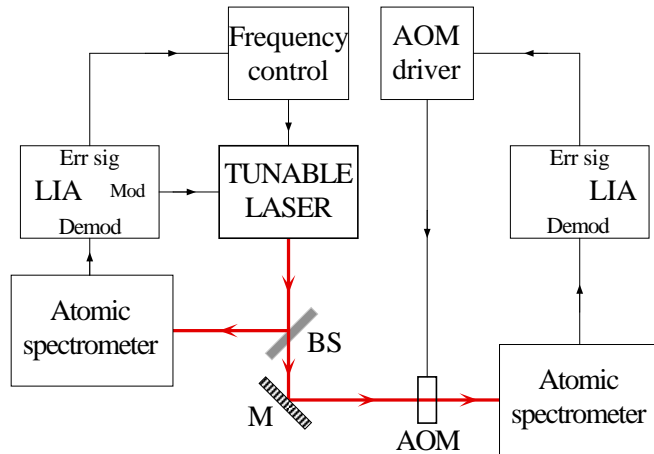 Frequency
control
AOM
driver
Err sig
LIA
Mod
Demod
TUNABLE
LASER
Err sig
LIA
Demod
Atomic
spectrometer
BS
M
AOM
Atomic
spectrometer